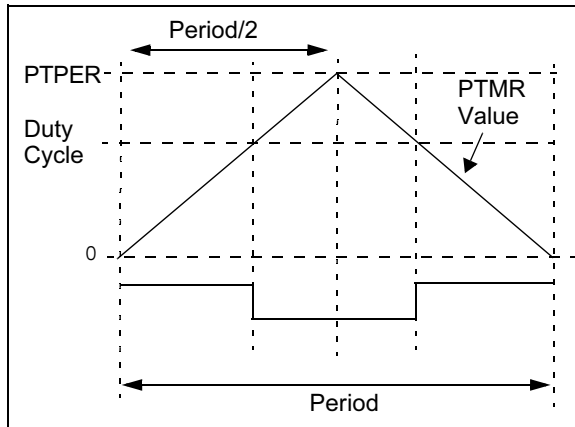 Period/2
PTPER
PTMR
Value
Duty
Cycle
0
Period